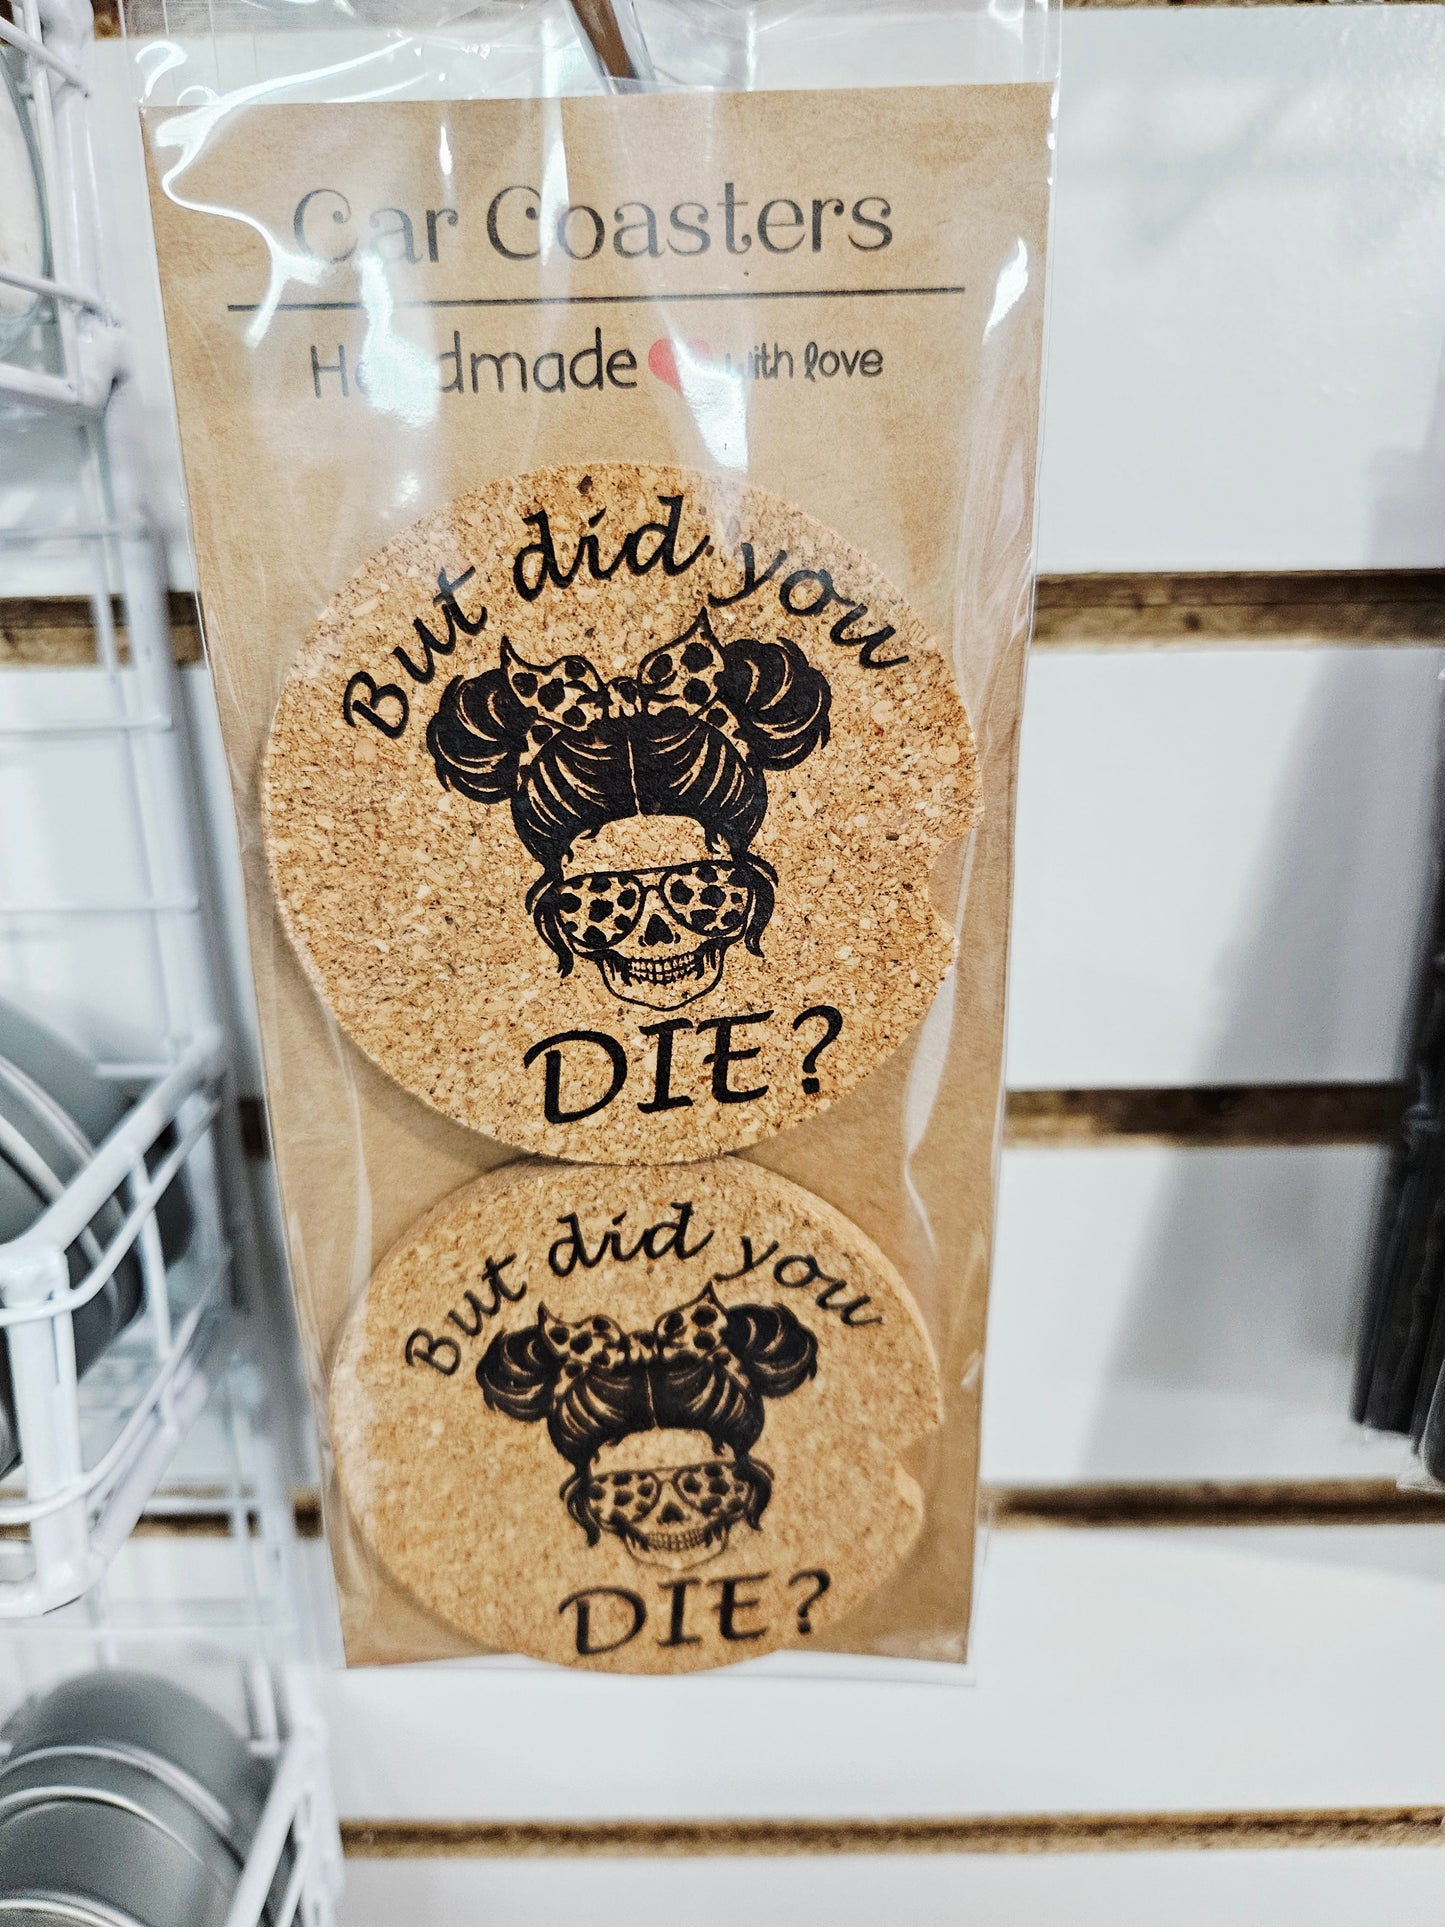 Car Coasters
Handmade with love
But did you
DIE?
But did you
DIE?